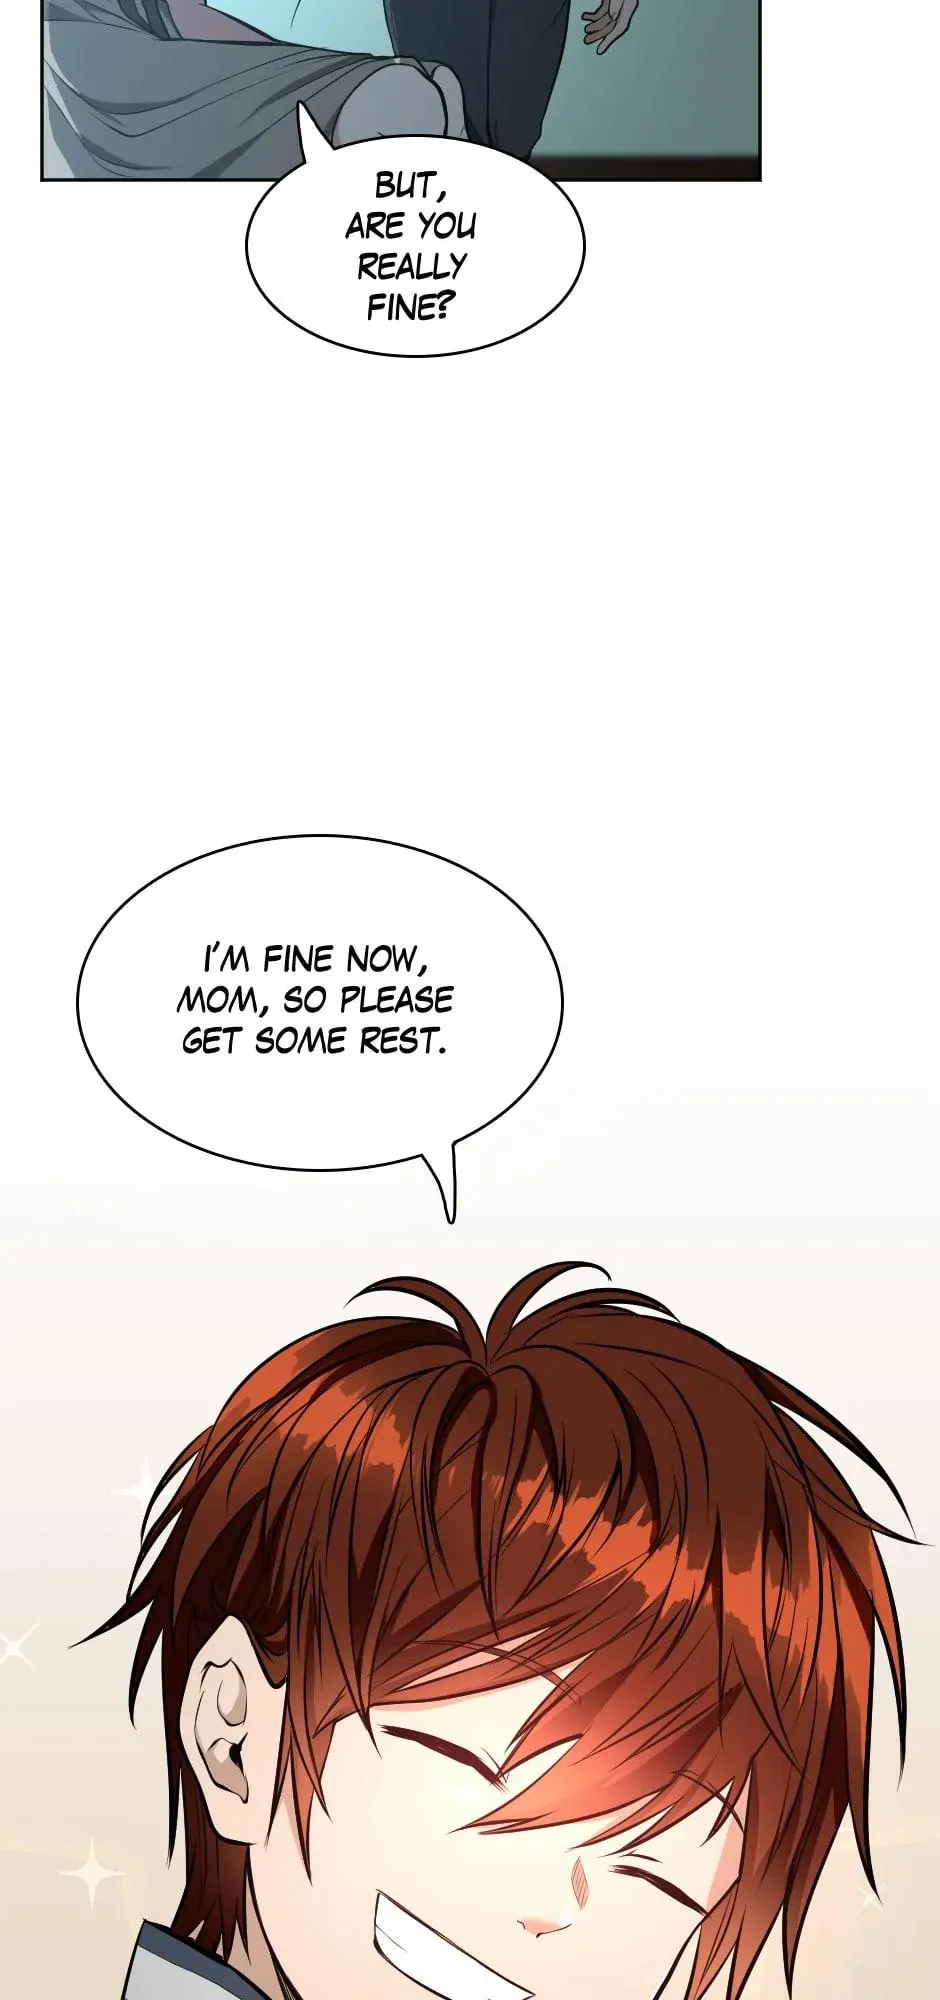 BUT,
ARE YOU
REALLY
FINE?
I'M FINE NOW,
MOM, SO PLEASE
GET SOME REST.